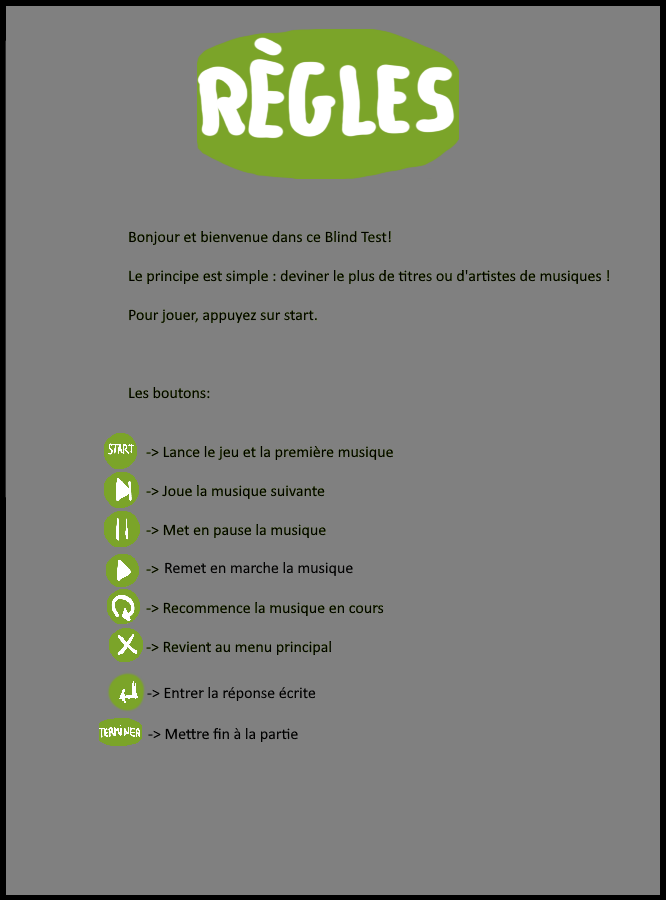 RÈGLES
Bonjour et bienvenue dans ce Blind Test!
Le principe est simple : deviner le plus de titres ou d'artistes de musiques !
Pour jouer, appuyez sur start.
Les boutons:
START -> Lance le jeu et la première musique
-> Joue la musique suivante
-> Met en pause la musique
-> Remet en marche la musique
-> Recommence la musique en cours
-> Revient au menu principal
-> Entrer la réponse écrite
TERMINER -> Mettre fin à la partie